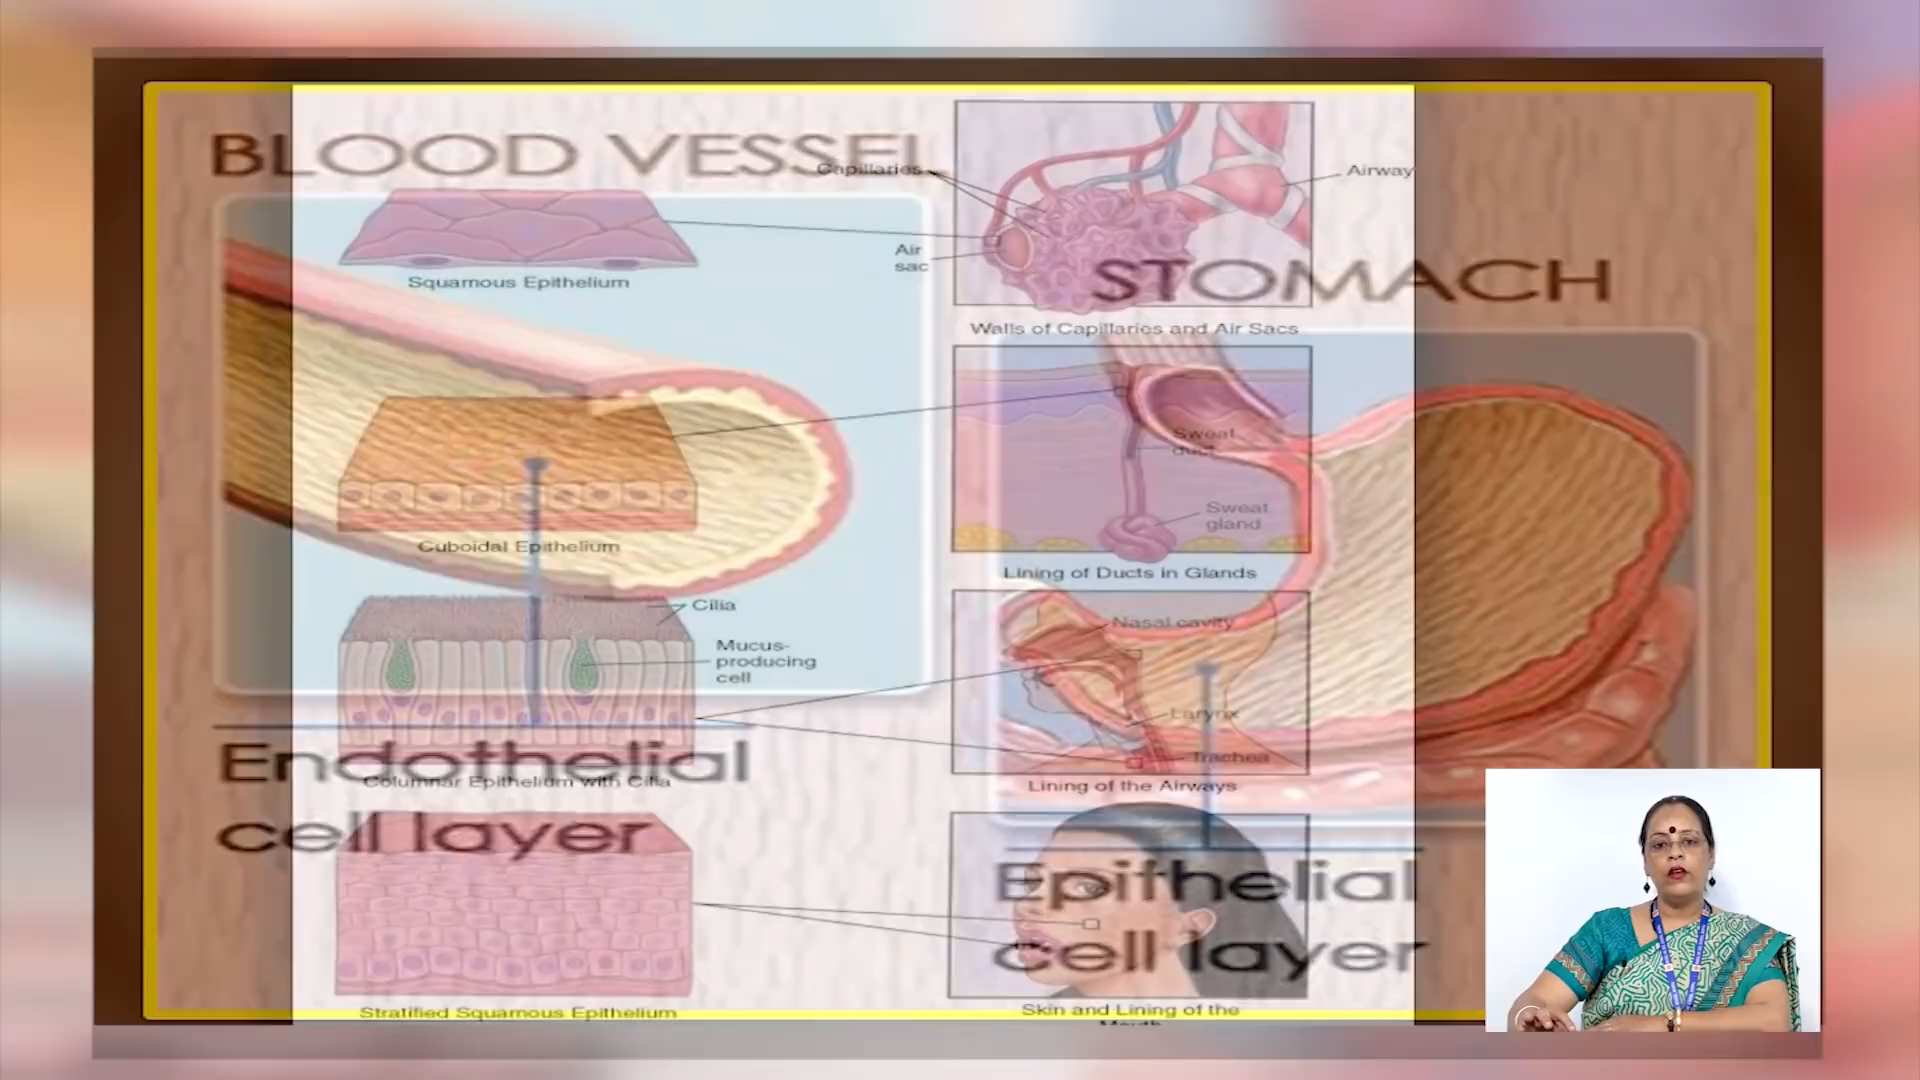 BLOOD VESSEL
STOMACH
Endothelial
cell layer
Epithelial
cell layer
Capillaries
Airway
Air
sac
Squamous Epithelium
Walls of Capillaries and Air Sacs
Sweat
duct
Sweat
gland
Cuboidal Epithelium
Lining of Ducts in Glands
Cilia
Mucus-
producing
cell
Nasal cavity
Larynx
Trachea
Columnar Epithelium with Cilia
Lining of the Airways
Stratified Squamous Epithelium
Skin and Lining of the
Mouth